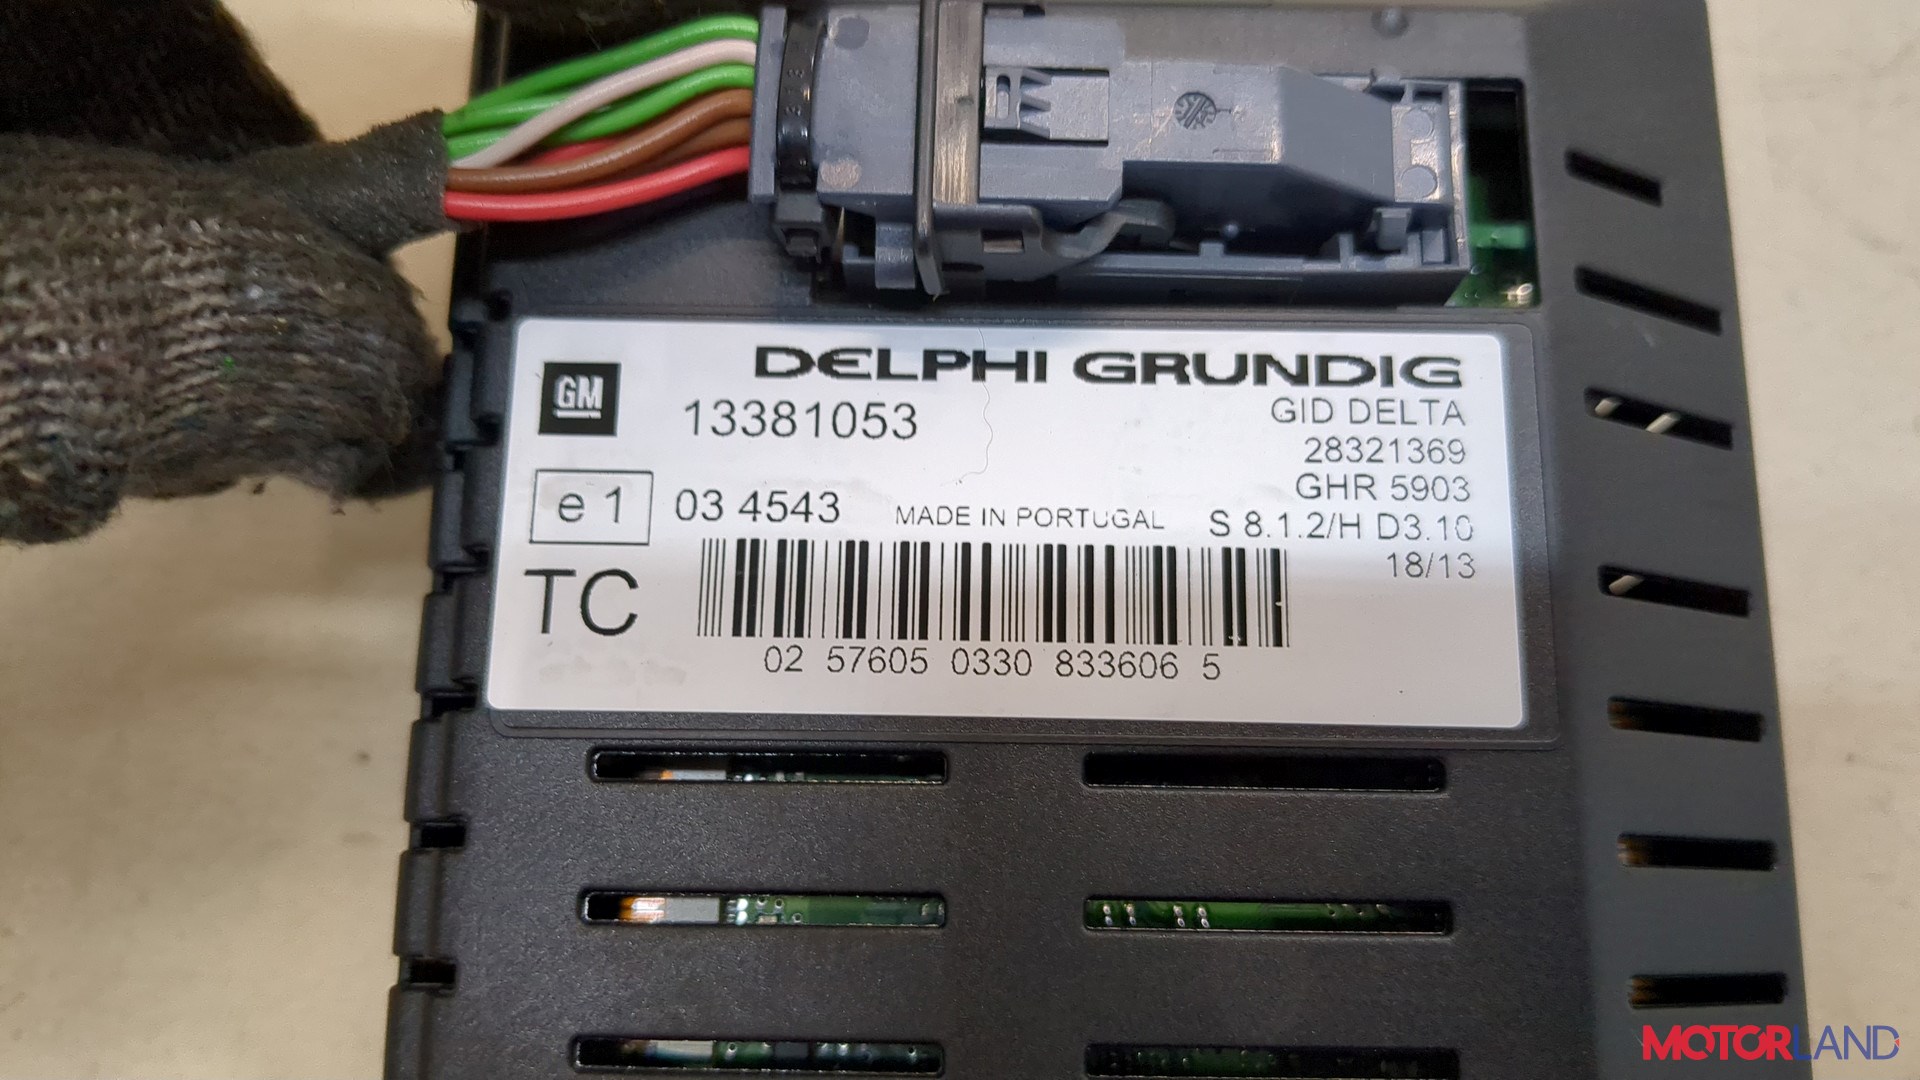 DELPHI GRUNDIG
GM
13381053
GID DELTA
28321369
GHR 5903
e 1
03 4543
MADE IN PORTUGAL
S 8.1.2/H D3.10
18/13
TC
02 57605 0330 833606 5
MOTORLAND